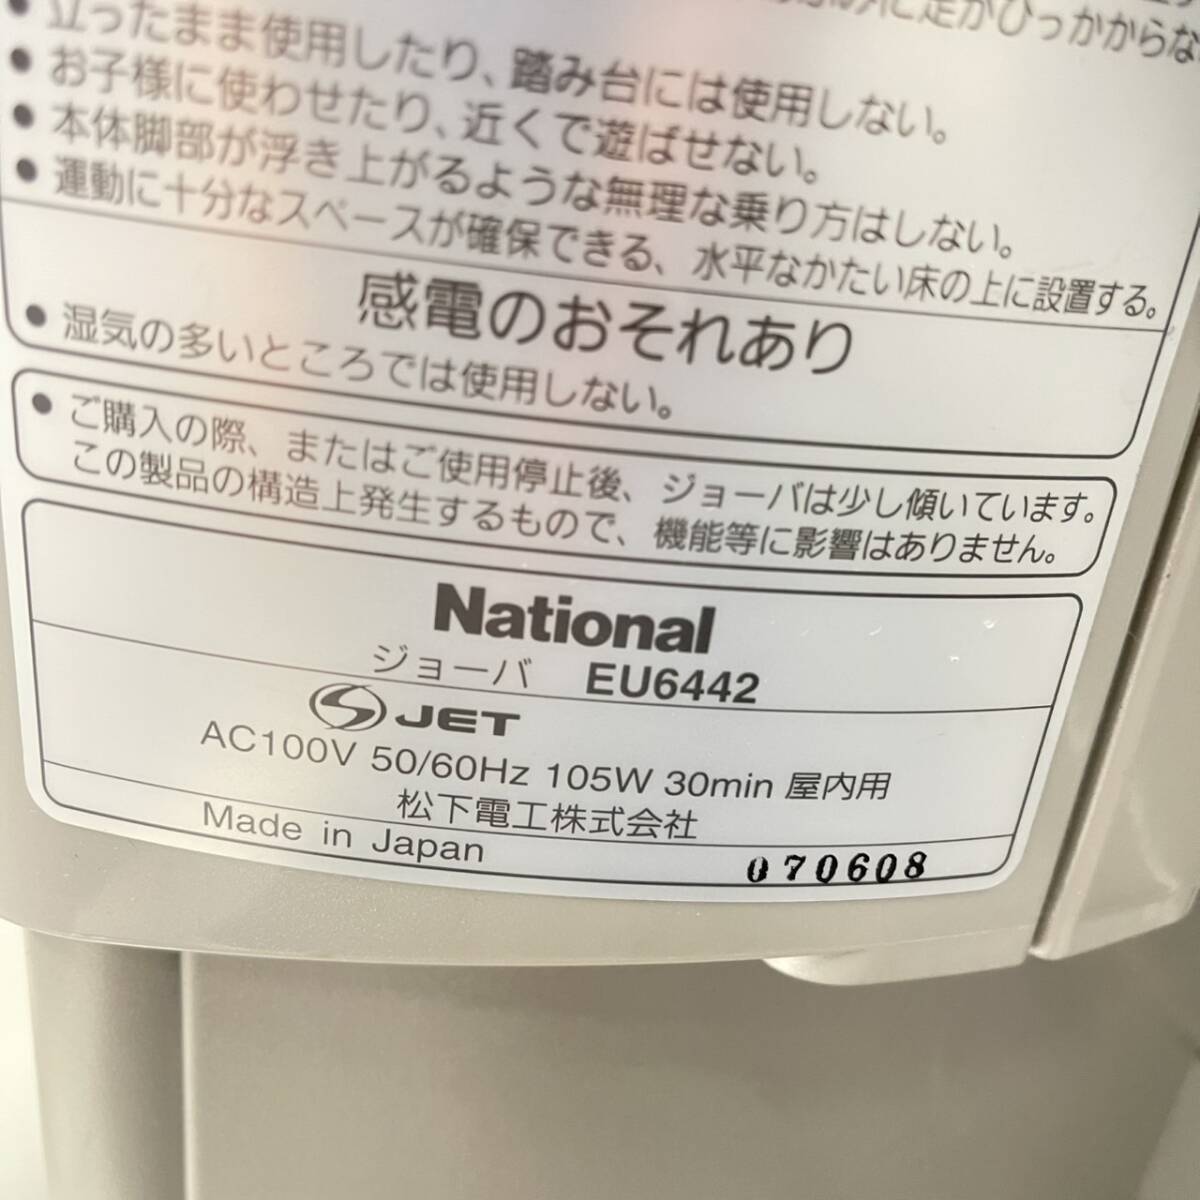 に足がひっかからな
● 立ったまま使用したり、踏み台には使用しない。
● お子様に使わせたり、近くで遊ばせない。
● 本体脚部が浮き上がるような無理な乗り方はしない。
● 運動に十分なスペースが確保できる、水平なかたい床の上に設置する。
感電のおそれあり
● 湿気の多いところでは使用しない。
● ご購入の際、またはご使用停止後、ジョーバは少し傾いています。
この製品の構造上発生するもので、機能等に影響はありません。
National
ジョーバ EU6442
JET
AC100V 50/60Hz 105W 30min 屋内用
松下電工株式会社
Made in Japan
070608